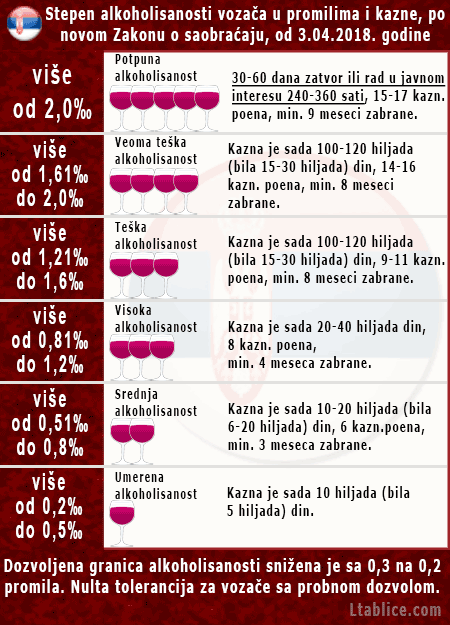 Stepen alkoholisanosti vozača u promilima i kazne, po
novom Zakonu o saobraćaju, od 3.04.2018. godine
više
od 2,0‰
Potpuna
alkoholisanost
30-60 dana zatvor ili rad u javnom
interesu 240-360 sati, 15-17 kazn.
poena, min. 9 meseci zabrane.
više
od 1,61‰
do 2,0‰
Veoma teška
alkoholisanost
Kazna je sada 100-120 hiljada
(bila 15-30 hiljada) din, 14-16
kazn. poena, min. 8 meseci
zabrane.
više
od 1,21‰
do 1,6‰
Teška
alkoholisanost
Kazna je sada 100-120 hiljada
(bila 15-30 hiljada) din, 9-11 kazn.
poena, min. 8 meseci zabrane.
više
od 0,81‰
do 1,2‰
Visoka
alkoholisanost
Kazna je sada 20-40 hiljada din,
8 kazn. poena,
min. 4 meseca zabrane.
više
od 0,51‰
do 0,8‰
Srednja
alkoholisanost
Kazna je sada 10-20 hiljada (bila
6-20 hiljada) din, 6 kazn.poena,
min. 3 meseca zabrane.
više
od 0,2‰
do 0,5‰
Umerena
alkoholisanost
Kazna je sada 10 hiljada (bila
5 hiljada) din.
Dozvoljena granica alkoholisanosti snižena je sa 0,3 na 0,2
promila. Nulta tolerancija za vozače sa probnom dozvolom.
Ltablice.com